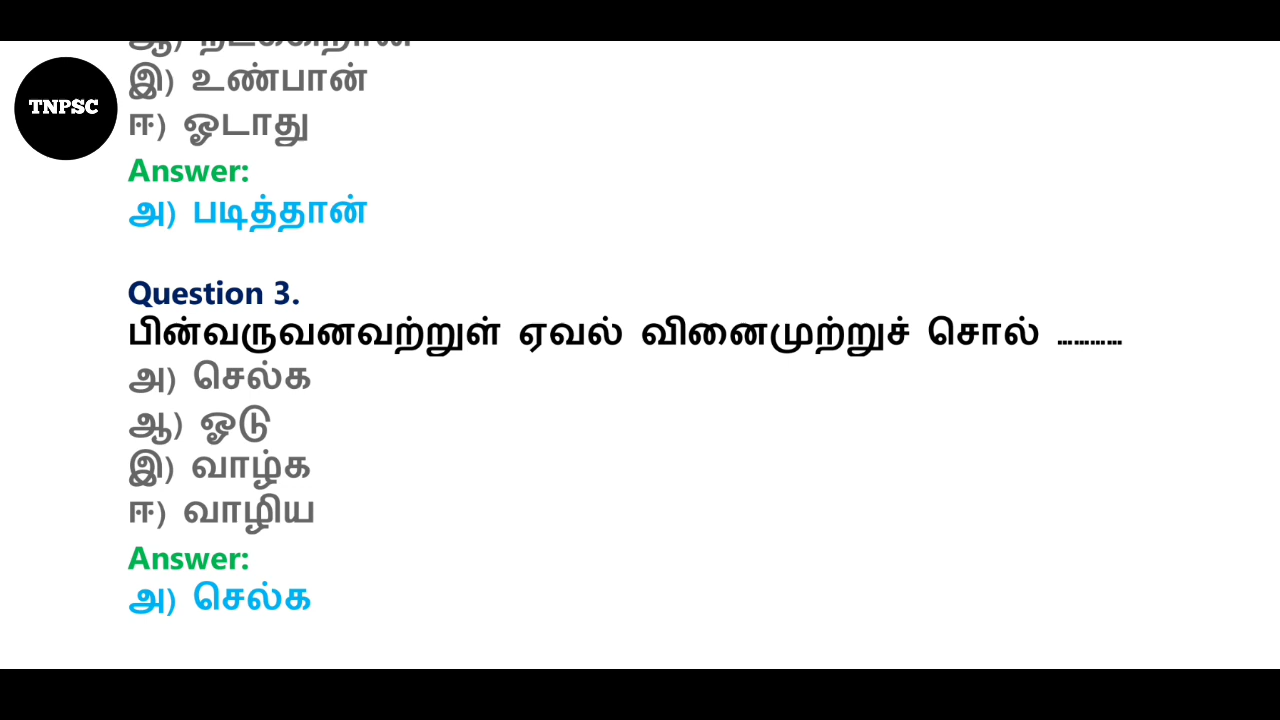 TNPSC
இ) உண்பான்
ஈ) ஓடாது
Answer:
அ) படித்தான்
Question 3.
பின்வருவனவற்றுள் ஏவல் வினைமுற்றுச் சொல் …………
அ) செல்க
ஆ) ஓடு
இ) வாழ்க
ஈ) வாழிய
Answer:
அ) செல்க